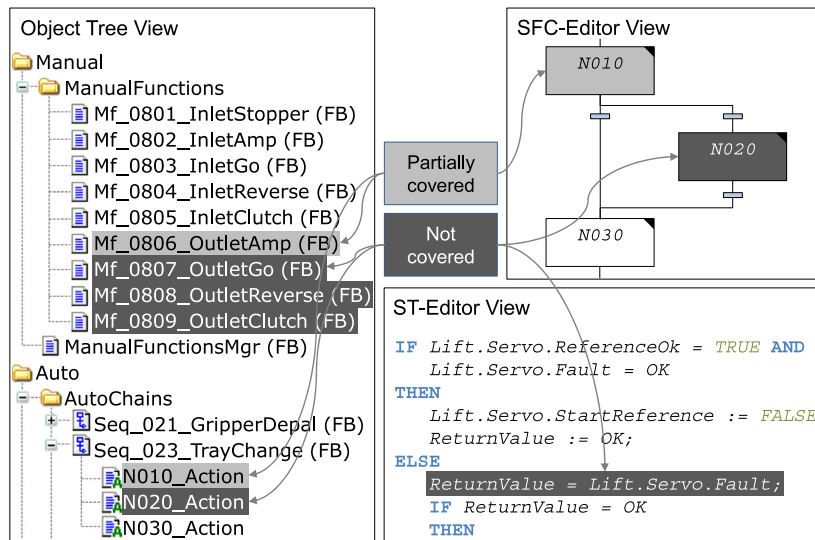 Object Tree View
Manual
ManualFunctions
Mf_0801_InletStopper (FB)
Mf_0802_InletAmp (FB)
Mf_0803_InletGo (FB)
Mf_0804_InletReverse (FB)
Mf_0805_InletClutch (FB)
Mf_0806_OutletAmp (FB)
Mf_0807_OutletGo (FB)
Mf_0808_OutletReverse (FB)
Mf_0809_OutletClutch (FB)
ManualFunctionsMgr (FB)
Auto
AutoChains
Seq_021_GripperDepal (FB)
Seq_023_TrayChange (FB)
N010_Action
N020_Action
N030_Action
Partially
covered
Not
covered
SFC-Editor View
N010
N020
N030
ST-Editor View
IF Lift.Servo.ReferenceOk = TRUE AND
Lift.Servo.Fault = OK
THEN
Lift.Servo.StartReference := FALSE
ReturnValue := OK;
ELSE
ReturnValue = Lift.Servo.Fault;
IF ReturnValue = OK
THEN